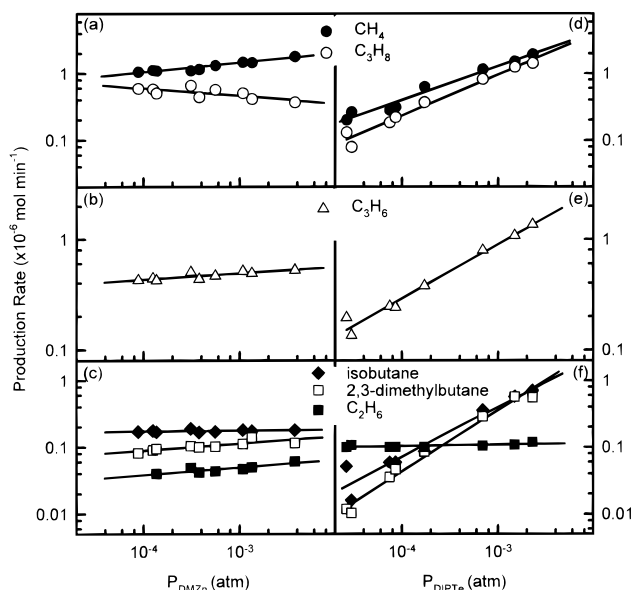 (a)
CH4
C3H8
(d)
1
1
0.1
0.1
(b)
C3H6
(e)
1
1
0.1
0.1
(c)
isobutane
2,3-dimethylbutane
C2H6
(f)
1
1
0.1
0.1
0.01
0.01
10-4
10-3
10-4
10-3
Production Rate (x10-6 mol min-1)
PDMZn (atm)
PDIPTe (atm)